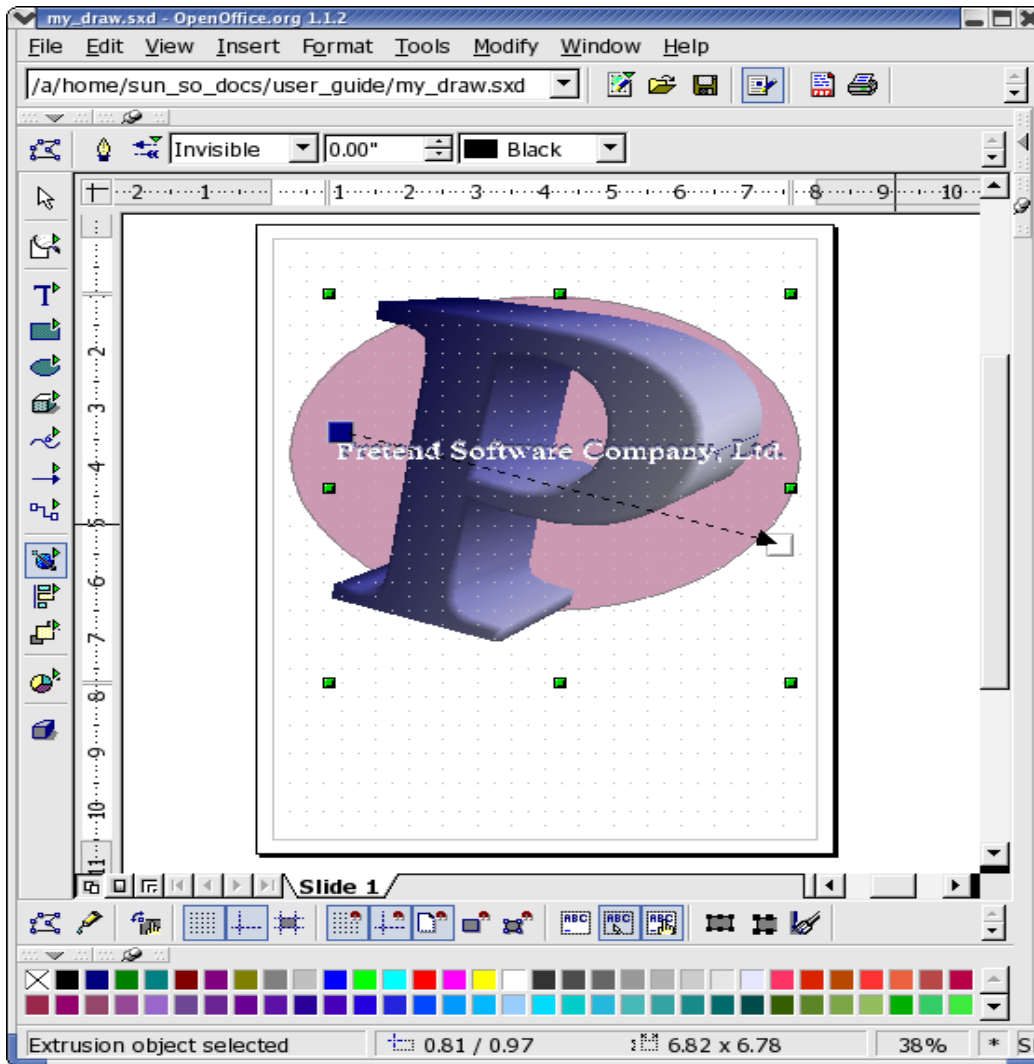 my_draw.sxd - OpenOffice.org 1.1.2
File Edit View Insert Format Tools Modify Window Help
/a/home/sun_so_docs/user_guide/my_draw.sxd
Invisible 0.00" Black
2 1 1 2 3 4 5 6 7 8 9 10
T
2
3
4
5
6
7
8
9
10
11
P
Pretend Software Company, Ltd.
Slide 1
ABC ABC ABC
Extrusion object selected 0.81 / 0.97 6.82 x 6.78 38% * S